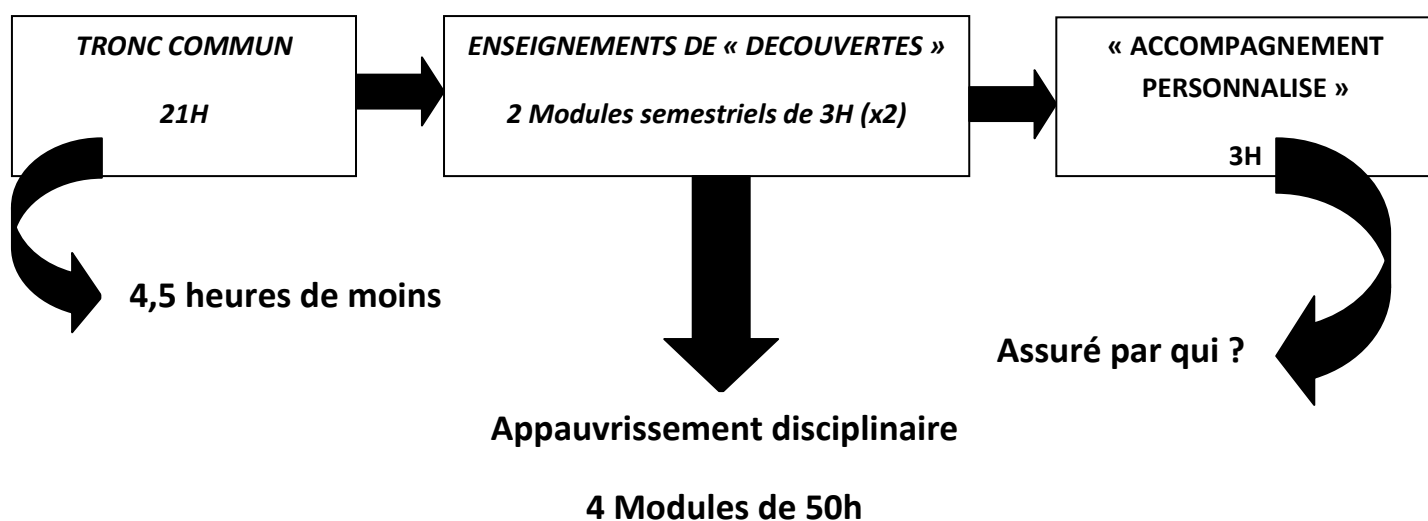 TRONC COMMUN
21H
ENSEIGNEMENTS DE « DECOUVERTES »
2 Modules semestriels de 3H (x2)
« ACCOMPAGNEMENT
PERSONNALISE »
3H
4,5 heures de moins
Assuré par qui ?
Appauvrissement disciplinaire
4 Modules de 50h